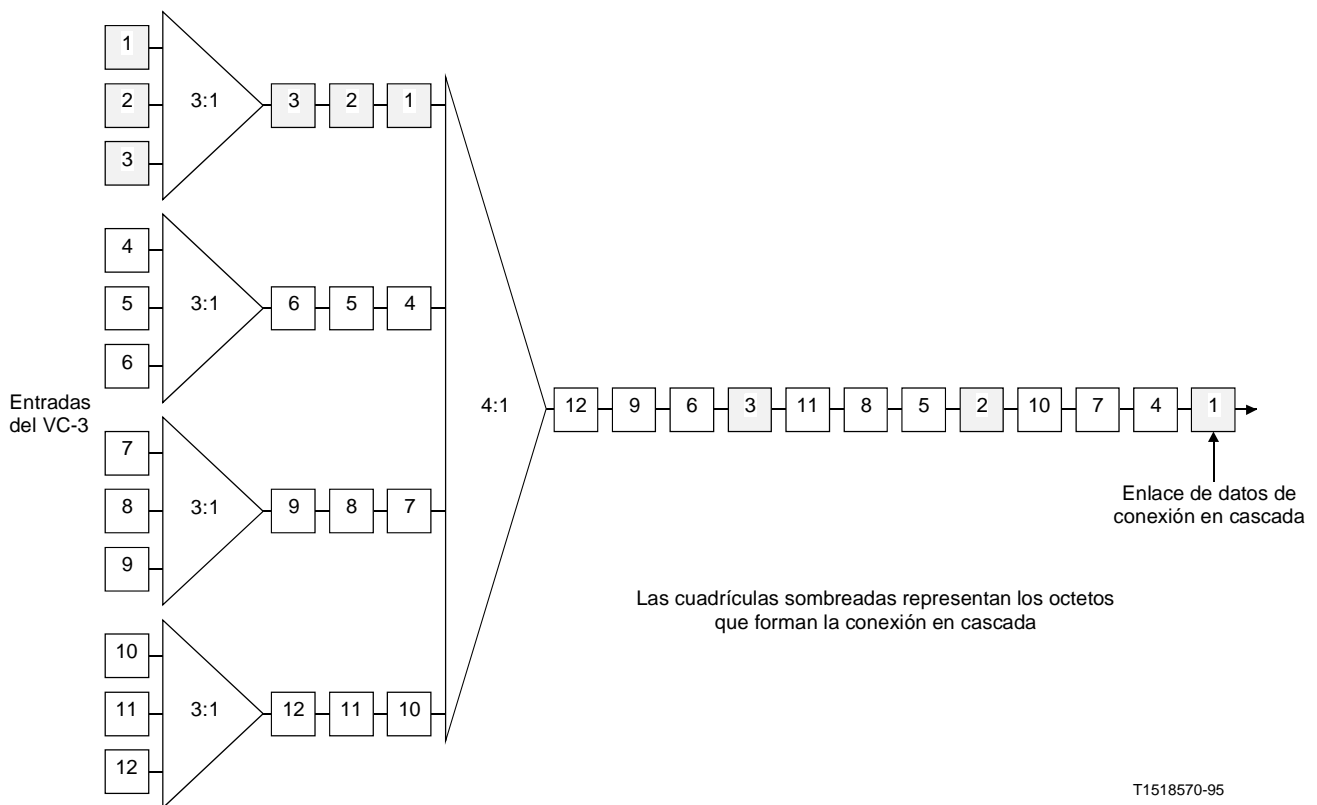 1
2
3:1
3 2 1
3
4
5
3:1
6 5 4
6
Entradas
del VC-3
4:1
12 9 6 3 11 8 5 2 10 7 4 1
Enlace de datos de
conexión en cascada
7
8
3:1
9 8 7
9
Las cuadrículas sombreadas representan los octetos
que forman la conexión en cascada
10
11
3:1
12 11 10
12
T1518570-95